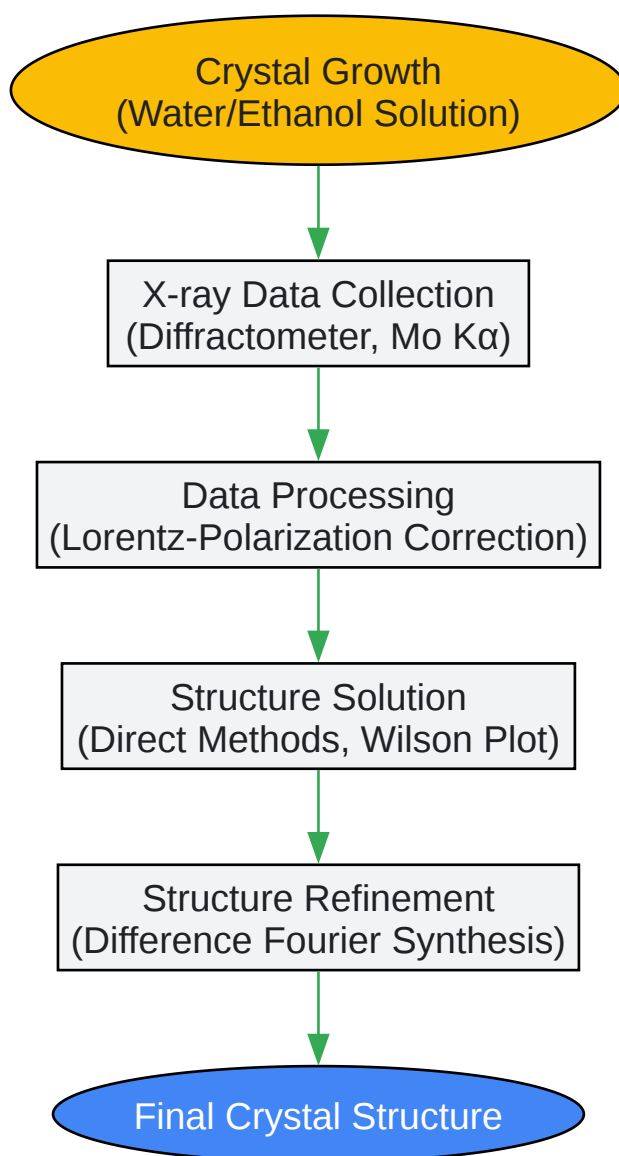 Crystal Growth
(Water/Ethanol Solution)
X-ray Data Collection
(Diffractometer, Mo Kα)
Data Processing
(Lorentz-Polarization Correction)
Structure Solution
(Direct Methods, Wilson Plot)
Structure Refinement
(Difference Fourier Synthesis)
Final Crystal Structure